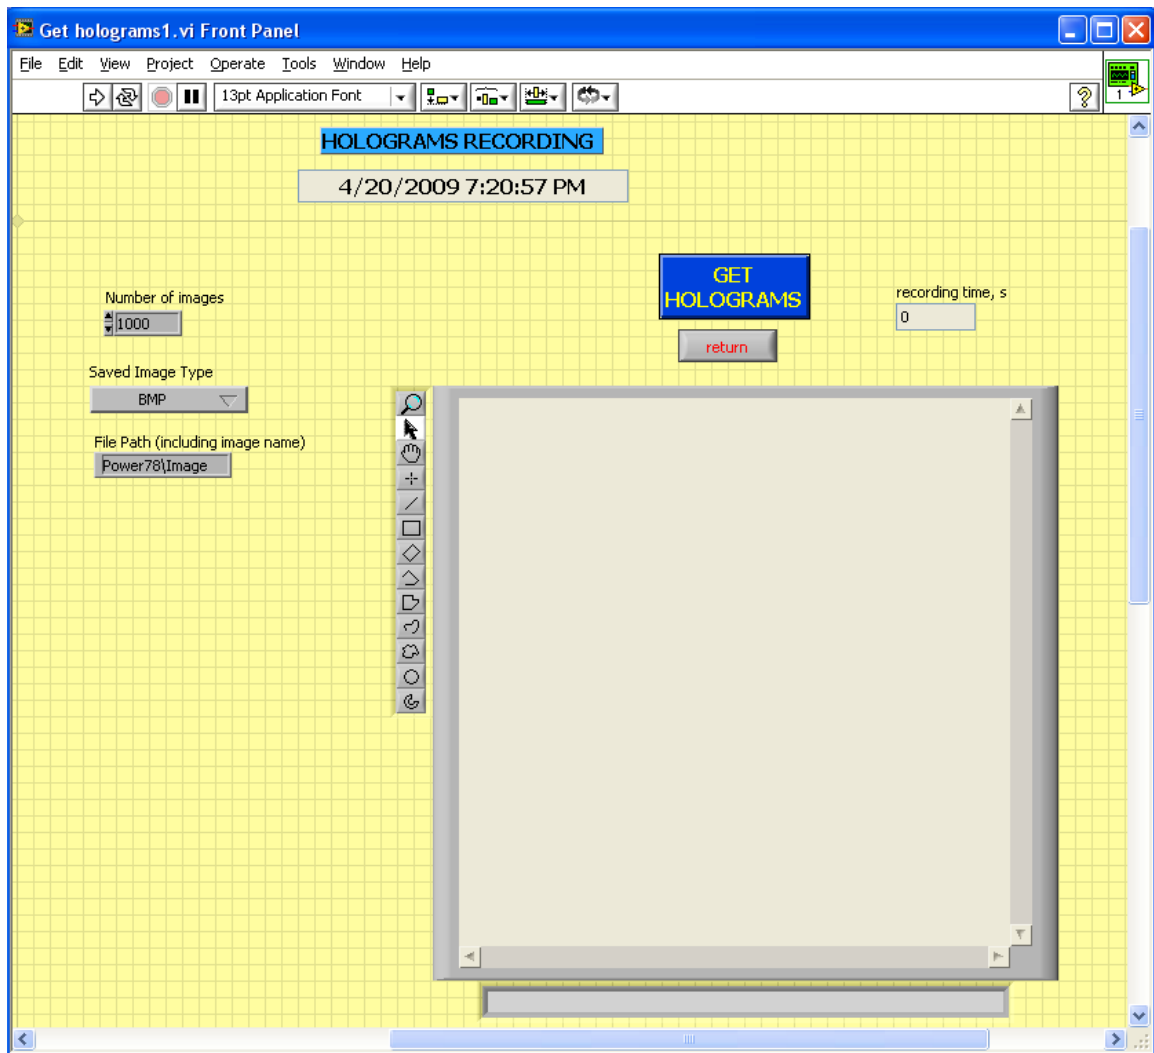 Get holograms1.vi Front Panel
File Edit View Project Operate Tools Window Help
13pt Application Font
?
1
HOLOGRAMS RECORDING
4/20/2009 7:20:57 PM
GET
HOLOGRAMS
return
recording time, s
0
Number of images
1000
Saved Image Type
BMP
File Path (including image name)
Power78\Image